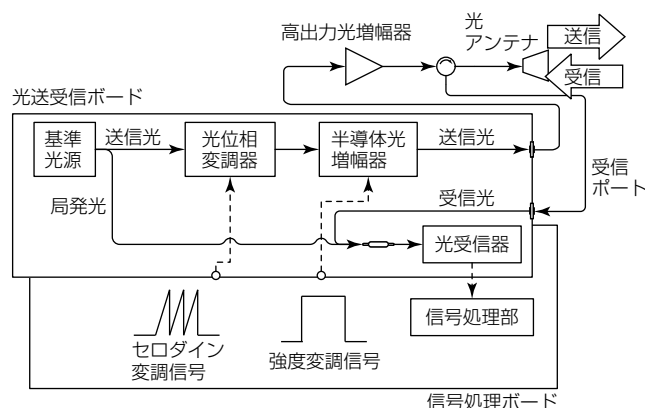 高出力光増幅器
光
アンテナ
送信
受信
光送受信ボード
基準
光源
送信光
光位相
変調器
半導体光
増幅器
送信光
受信
ポート
局発光
受信光
光受信器
信号処理部
セロダイン
変調信号
強度変調信号
信号処理ボード